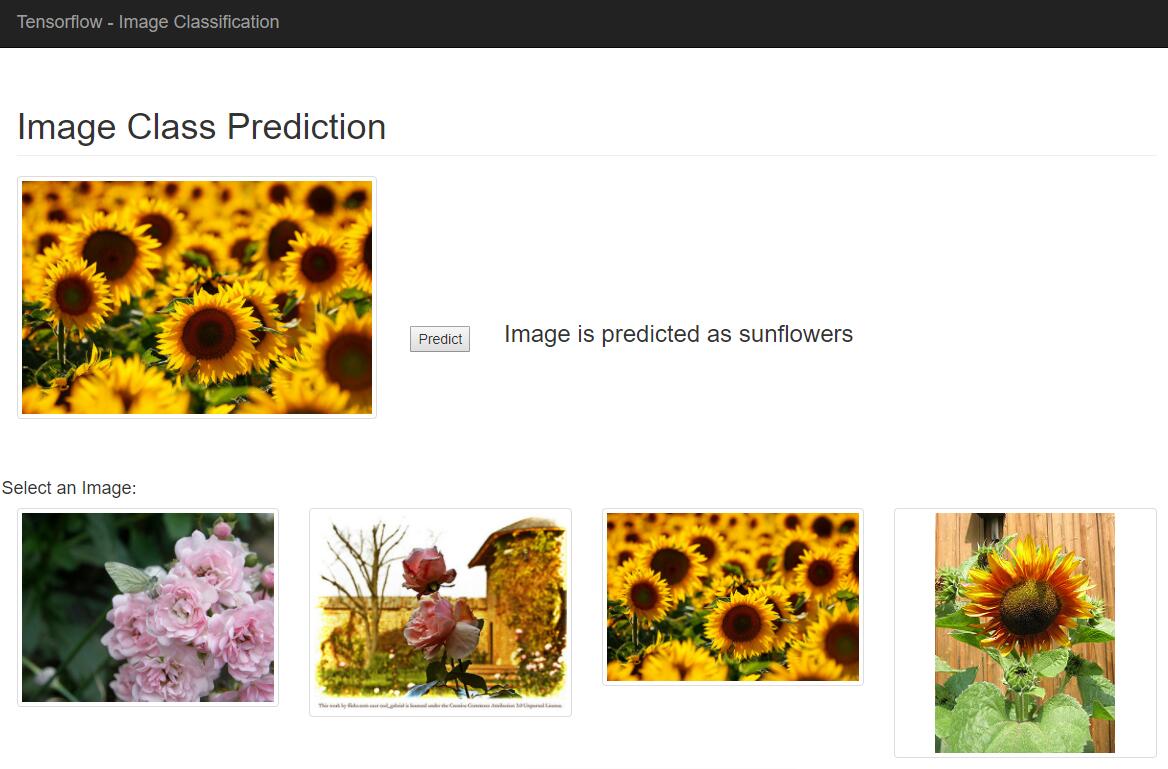 Tensorflow - Image Classification
Image Class Prediction
Predict
Image is predicted as sunflowers
Select an Image:
This work by flickr.com user cod_gabriel is licensed under the Creative Commons Attribution 3.0 Unported License.